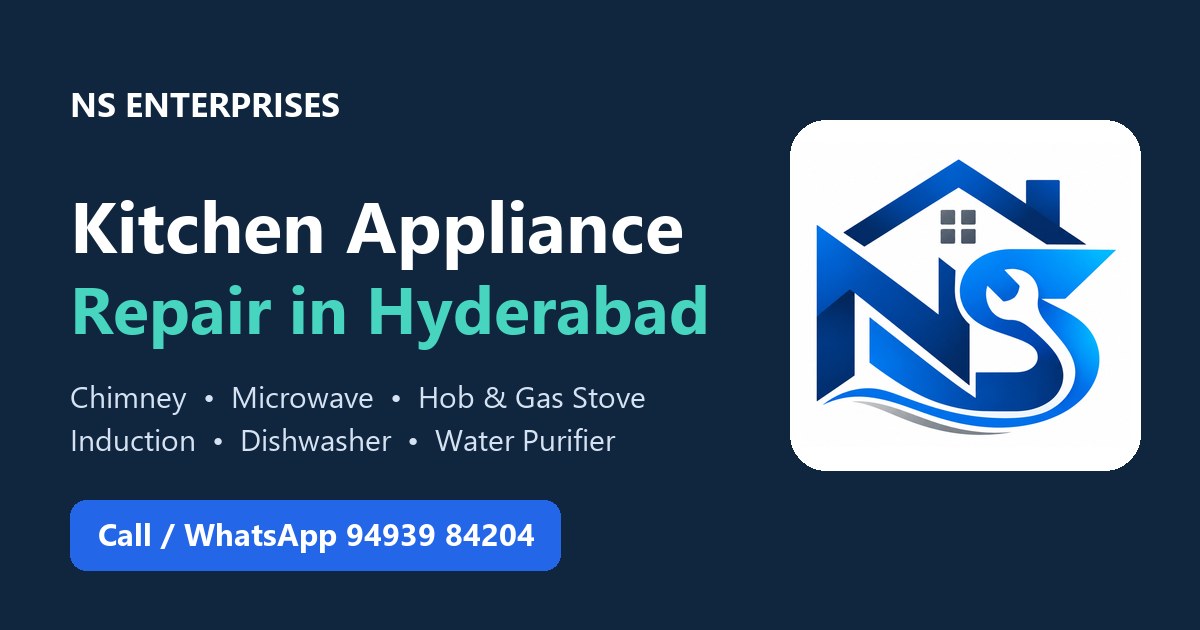 NS ENTERPRISES
Kitchen Appliance
Repair in Hyderabad
Chimney • Microwave • Hob & Gas Stove
Induction • Dishwasher • Water Purifier
Call / WhatsApp 94939 84204
NS